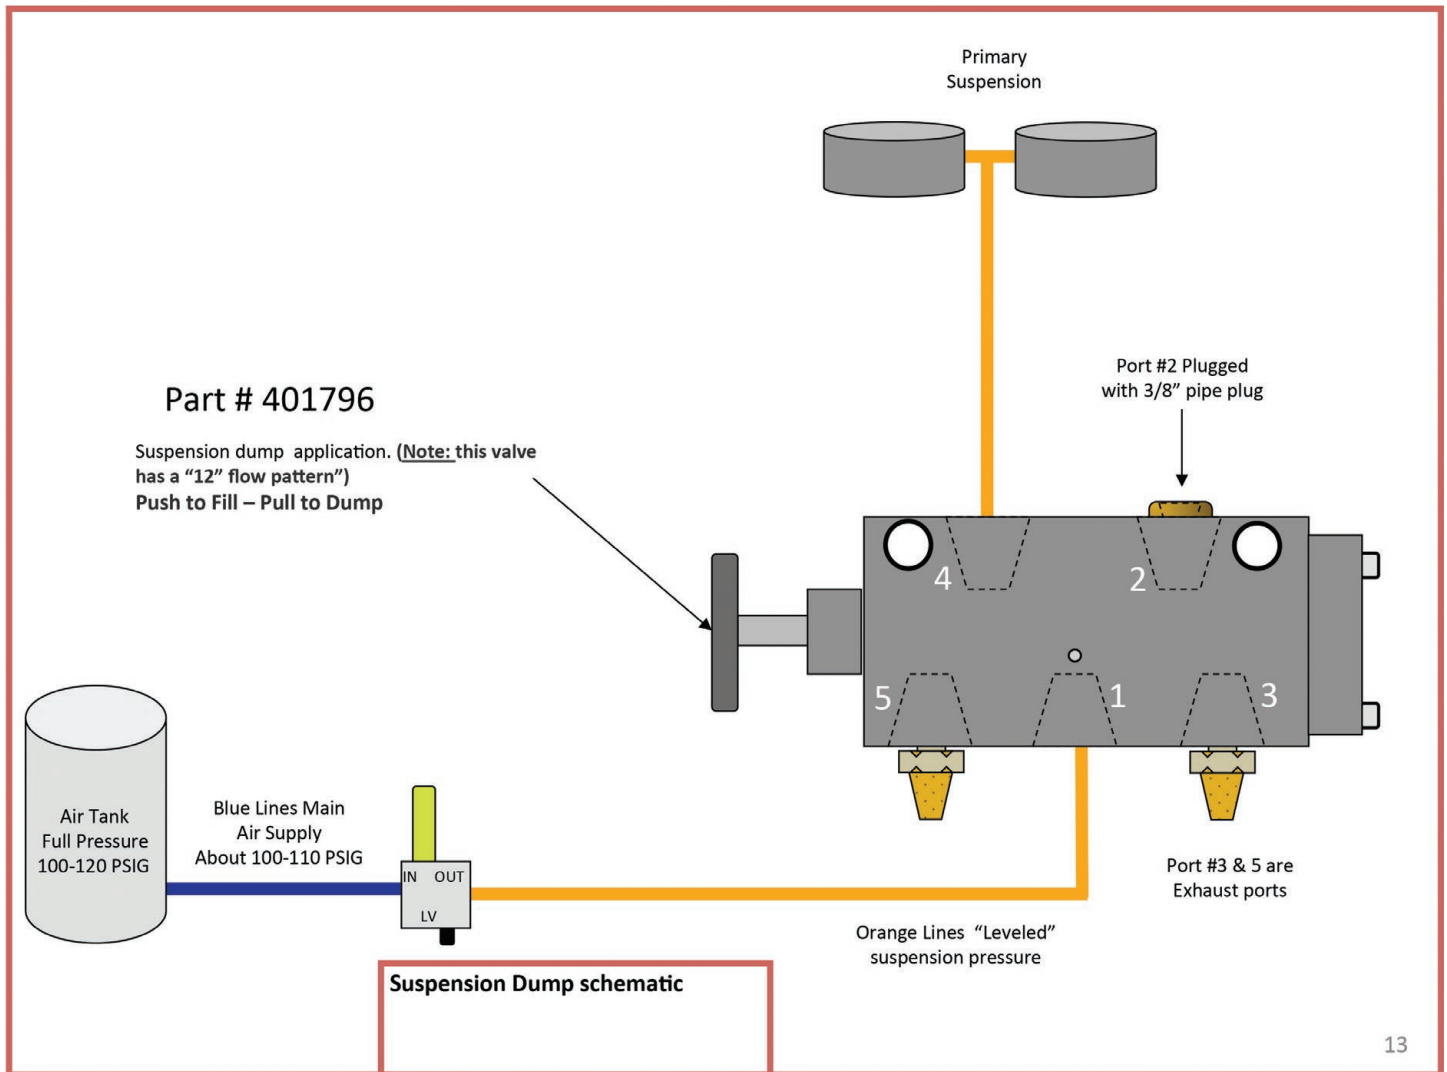 Primary
Suspension
Port #2 Plugged
with 3/8” pipe plug
Part # 401796
Suspension dump  application. (Note: this valve
has a “12” flow pattern”)
Push to Fill – Pull to Dump
4
2
5
1
3
Air Tank
Full Pressure
100-120 PSIG
Blue Lines Main
Air Supply
About 100-110 PSIG
IN
OUT
LV
Port #3 & 5 are
Exhaust ports
Orange Lines  “Leveled”
suspension pressure
Suspension Dump schematic
13